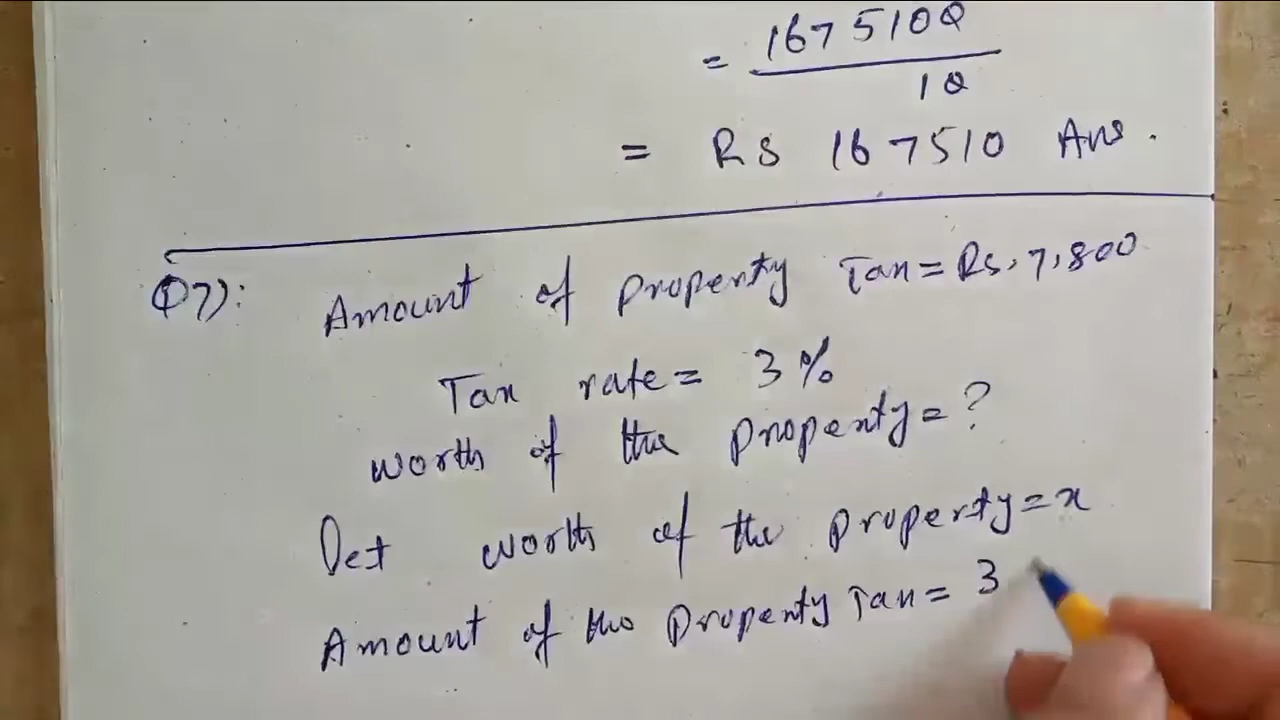 = 1675100
10
= Rs 167510 Ans.
Q7): Amount of property Tax = Rs. 7,800
Tax rate = 3%
worth of the property = ?
Let worth of the property = x
Amount of the property Tax = 3